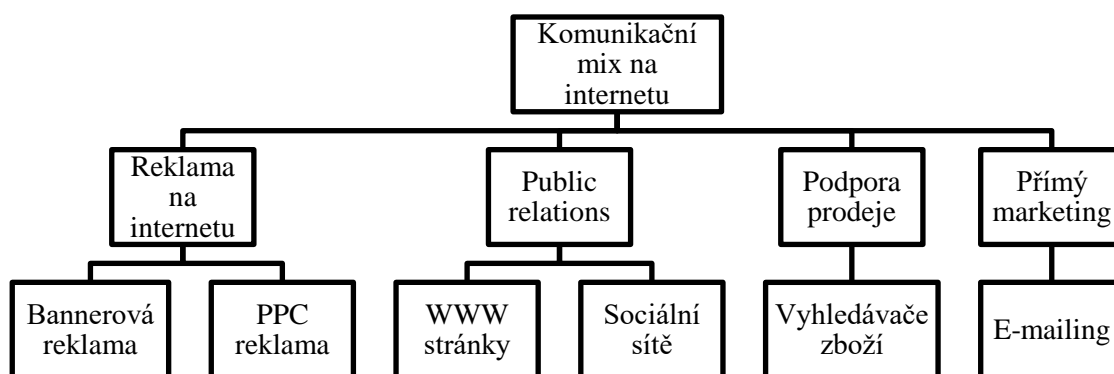 Komunikační
mix na
internetu
Reklama
na
internetu
Public
relations
Podpora
prodeje
Přímý
marketing
Bannerová
reklama
PPC
reklama
WWW
stránky
Sociální
sítě
Vyhledávače
zboží
E-mailing